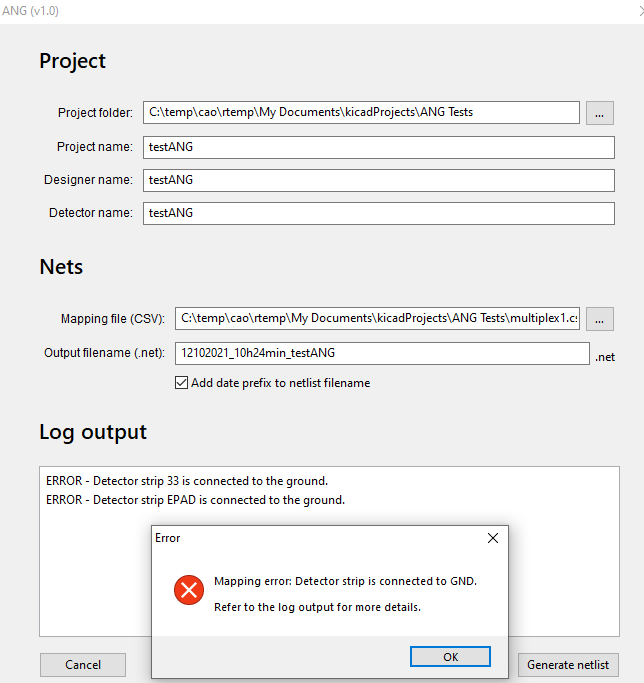 ANG (v1.0)
Project
Project folder: C:\temp\cao\rtemp\My Documents\kicadProjects\ANG Tests ...
Project name: testANG
Designer name: testANG
Detector name: testANG
Nets
Mapping file (CSV): C:\temp\cao\rtemp\My Documents\kicadProjects\ANG Tests\multiplex1.cs ...
Output filename (.net): 12102021_10h24min_testANG .net
Add date prefix to netlist filename
Log output
ERROR - Detector strip 33 is connected to the ground.
ERROR - Detector strip EPAD is connected to the ground.
Error
Mapping error: Detector strip is connected to GND.
Refer to the log output for more details.
OK
Cancel Generate netlist